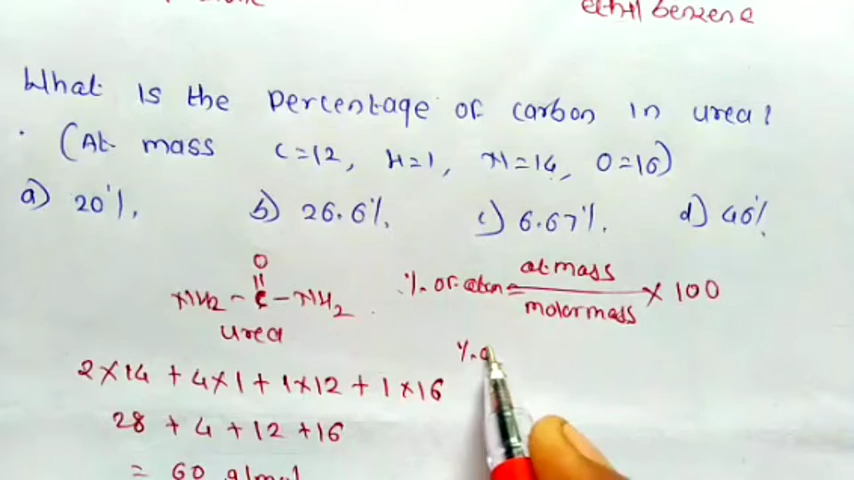 ethyl benzene
What Is the percentage of carbon in urea?
(At mass C=12, H=1, N=14, O=16)
a) 20%. b) 26.6%. c) 6.67%. d) 46%.
O
NH2 - C - NH2
urea
%. of atom = at mass / molar mass × 100
%.
2×14 + 4×1 + 1×12 + 1×16
28 + 4 + 12 + 16
= 60 g/mol